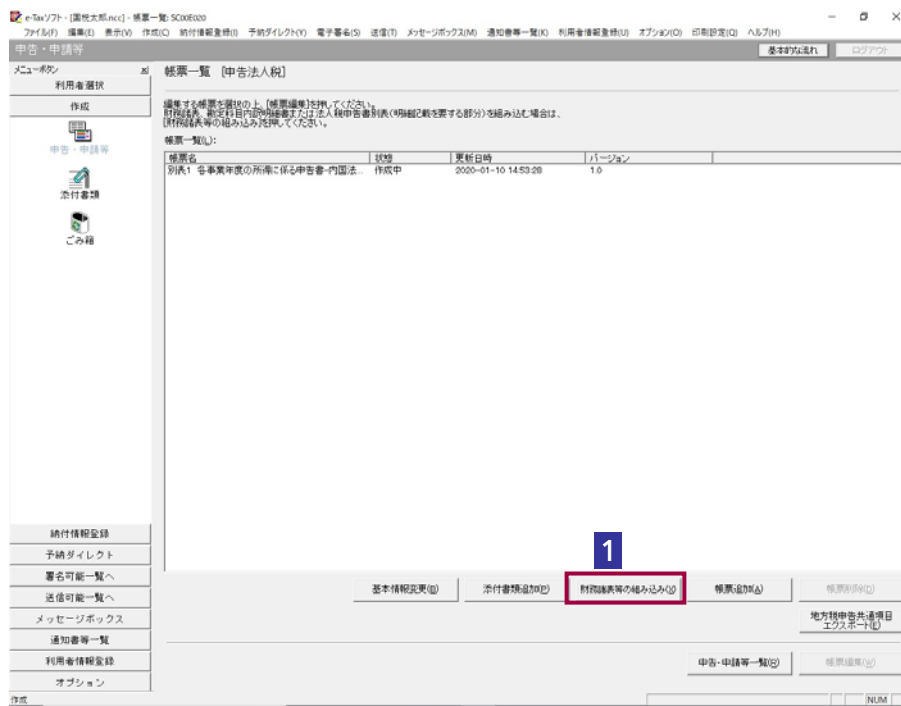 e-Taxソフト - [国税太郎.ncc] - 帳票一覧: SC00E020
ファイル(F) 編集(E) 表示(V) 作成(C) 納付情報登録(I) 予納ダイレクト(Y) 電子署名(S) 送信(T) メッセージボックス(M) 通知書等一覧(K) 利用者情報登録(U) オプション(O) 印刷設定(Q) ヘルプ(H)
申告・申請等 基本的な流れ ログアウト
メニューボタン x
利用者選択
作成
申告・申請等
添付書類
ごみ箱
納付情報登録
予納ダイレクト
署名可能一覧へ
送信可能一覧へ
メッセージボックス
通知書等一覧
利用者情報登録
オプション
帳票一覧 [申告法人税]
編集する帳票を選択の上、[帳票編集]を押してください。
財務諸表、勘定科目内訳明細書または法人税申告書別表(明細記載を要する部分)を組み込む場合は、
[財務諸表等の組み込み]を押してください。
帳票一覧(L):
帳票名 状態 更新日時 バージョン
別表1 各事業年度の所得に係る申告書-内国法... 作成中 2020-01-10 14:53:28 1.0
1
基本情報変更(B) 添付書類追加(P) 財務諸表等の組み込み(X) 帳票追加(A) 帳票削除(D)
地方税申告共通項目
エクスポート(E)
申告・申請等一覧(R) 帳票編集(W)
作成 NUM